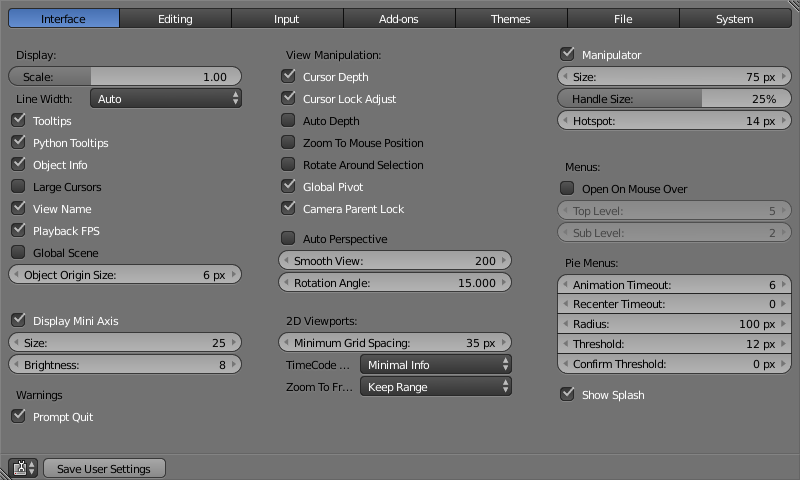 Interface Editing Input Add-ons Themes File System
Display:
Scale: 1.00
Line Width: Auto
Tooltips
Python Tooltips
Object Info
Large Cursors
View Name
Playback FPS
Global Scene
Object Origin Size: 6 px
Display Mini Axis
Size: 25
Brightness: 8
Warnings
Prompt Quit
View Manipulation:
Cursor Depth
Cursor Lock Adjust
Auto Depth
Zoom To Mouse Position
Rotate Around Selection
Global Pivot
Camera Parent Lock
Auto Perspective
Smooth View: 200
Rotation Angle: 15.000
2D Viewports:
Minimum Grid Spacing: 35 px
TimeCode ... Minimal Info
Zoom To Fr... Keep Range
Manipulator
Size: 75 px
Handle Size: 25%
Hotspot: 14 px
Menus:
Open On Mouse Over
Top Level: 5
Sub Level: 2
Pie Menus:
Animation Timeout: 6
Recenter Timeout: 0
Radius: 100 px
Threshold: 12 px
Confirm Threshold: 0 px
Show Splash
Save User Settings